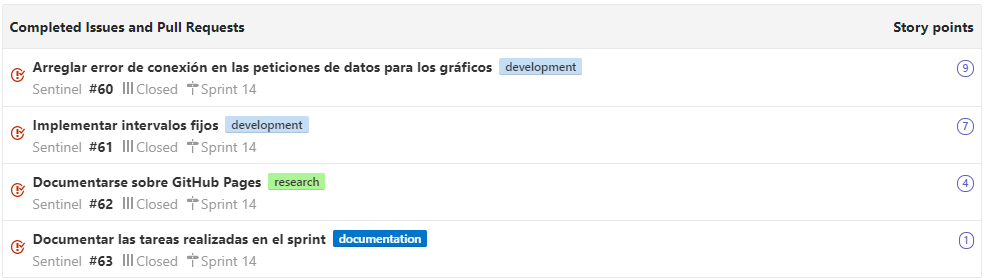 Completed Issues and Pull Requests Story points
Arreglar error de conexión en las peticiones de datos para los gráficos development 9
Sentinel #60 Closed Sprint 14
Implementar intervalos fijos development 7
Sentinel #61 Closed Sprint 14
Documentarse sobre GitHub Pages research 4
Sentinel #62 Closed Sprint 14
Documentar las tareas realizadas en el sprint documentation 1
Sentinel #63 Closed Sprint 14